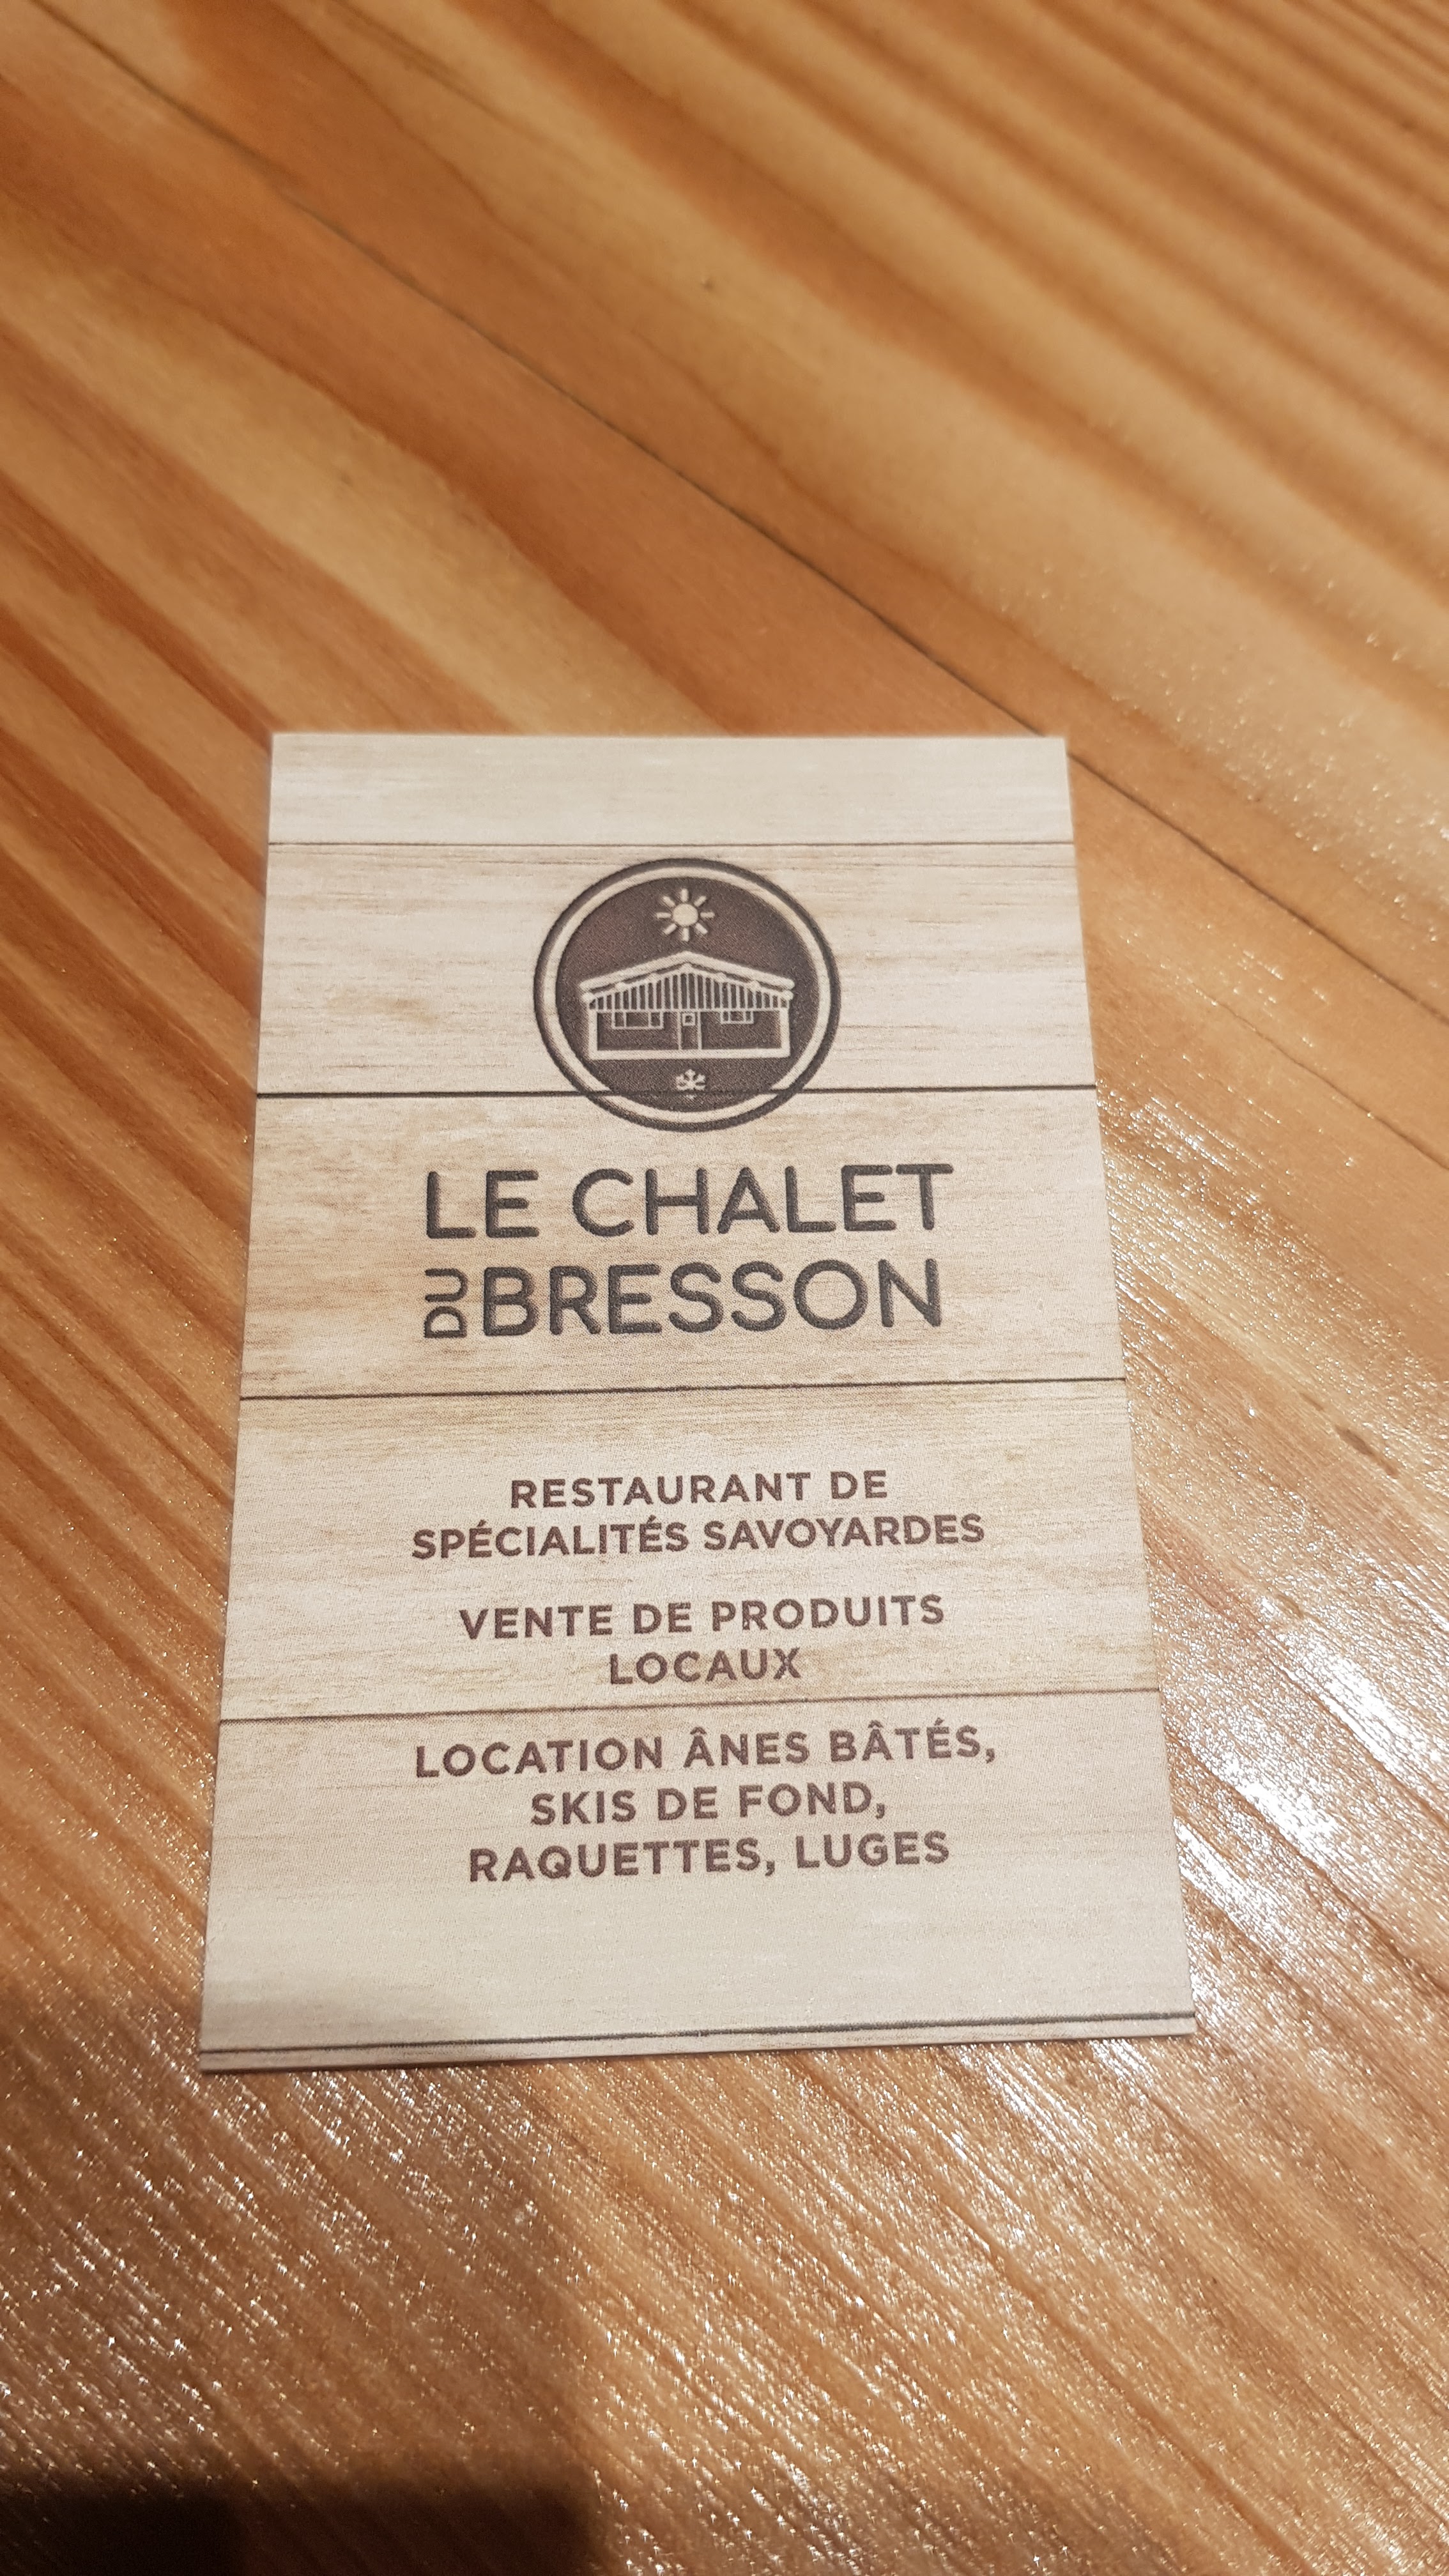 LE CHALET
DU BRESSON
RESTAURANT DE
SPÉCIALITÉS SAVOYARDES
VENTE DE PRODUITS
LOCAUX
LOCATION ÂNES BÂTÉS,
SKIS DE FOND,
RAQUETTES, LUGES